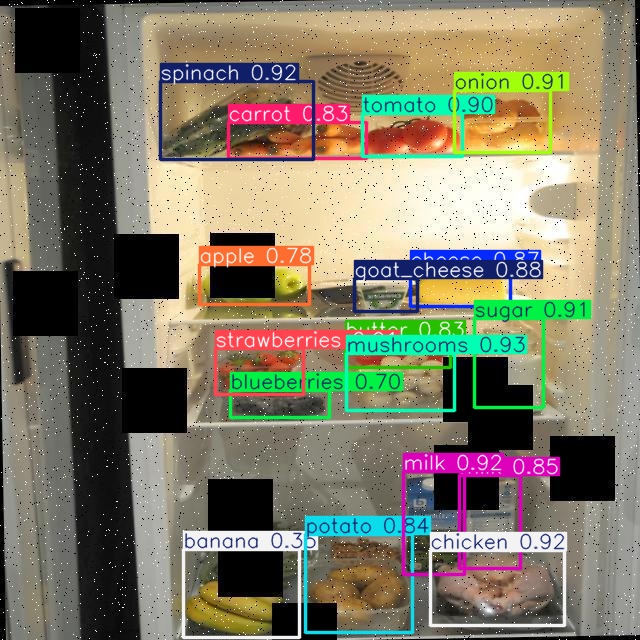 spinach 0.92
onion 0.91
carrot 0.83
tomato 0.90
apple 0.78
cheese 0.87
goat_cheese 0.88
sugar 0.91
butter 0.83
strawberries
mushrooms 0.93
blueberries 0.70
milk 0.92
0.85
potato 0.84
banana 0.35
chicken 0.92